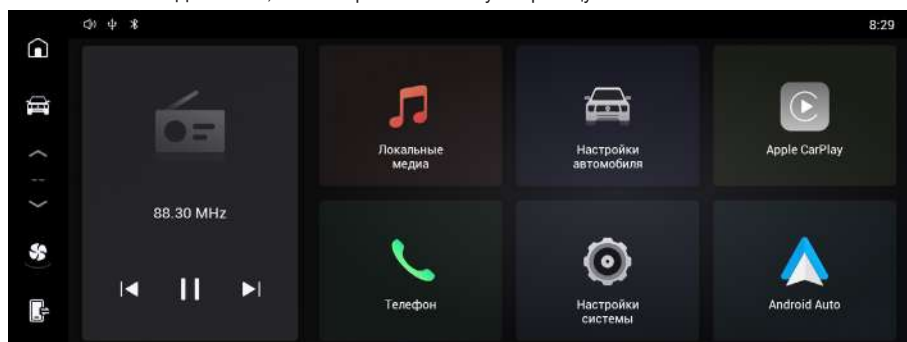 8:29
88.30 MHz
Локальные
медиа
Настройки
автомобиля
Apple CarPlay
Телефон
Настройки
системы
Android Auto